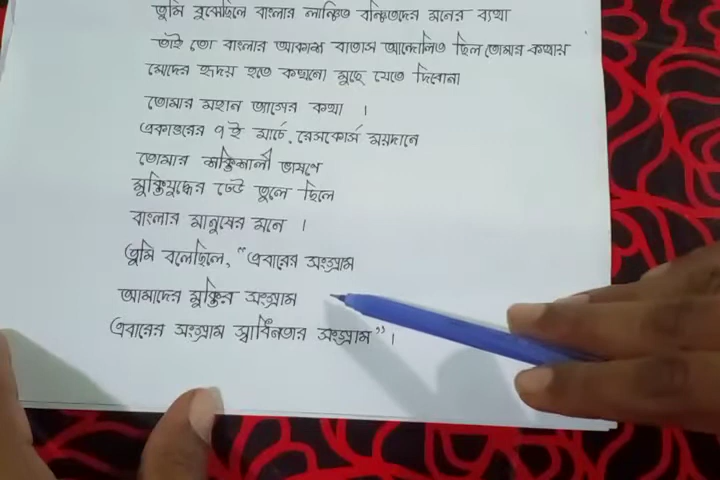 তুমি বুঝেছিলে বাংলার লাঞ্চিত বঞ্চিতদের মনের ব্যথা
তাই তো বাংলার আকাশ বাতাস আন্দোলিত ছিল তোমার কথায়
মোদের হৃদয় হতে কখনো মুছে যেতে দিবোনা
তোমার মহান ত্যাগের কথা ।
একাত্তরের ৭ই মার্চে, রেসকোর্স ময়দানে
তোমার শক্তিশালী ভাষণে
মুক্তিযুদ্ধের ঢেউ তুলে ছিলে
বাংলার মানুষের মনে ।
তুমি বলেছিলে, "এবারের সংগ্রাম
আমাদের মুক্তির সংগ্রাম
এবারের সংগ্রাম স্বাধিনতার সংগ্রাম" ।